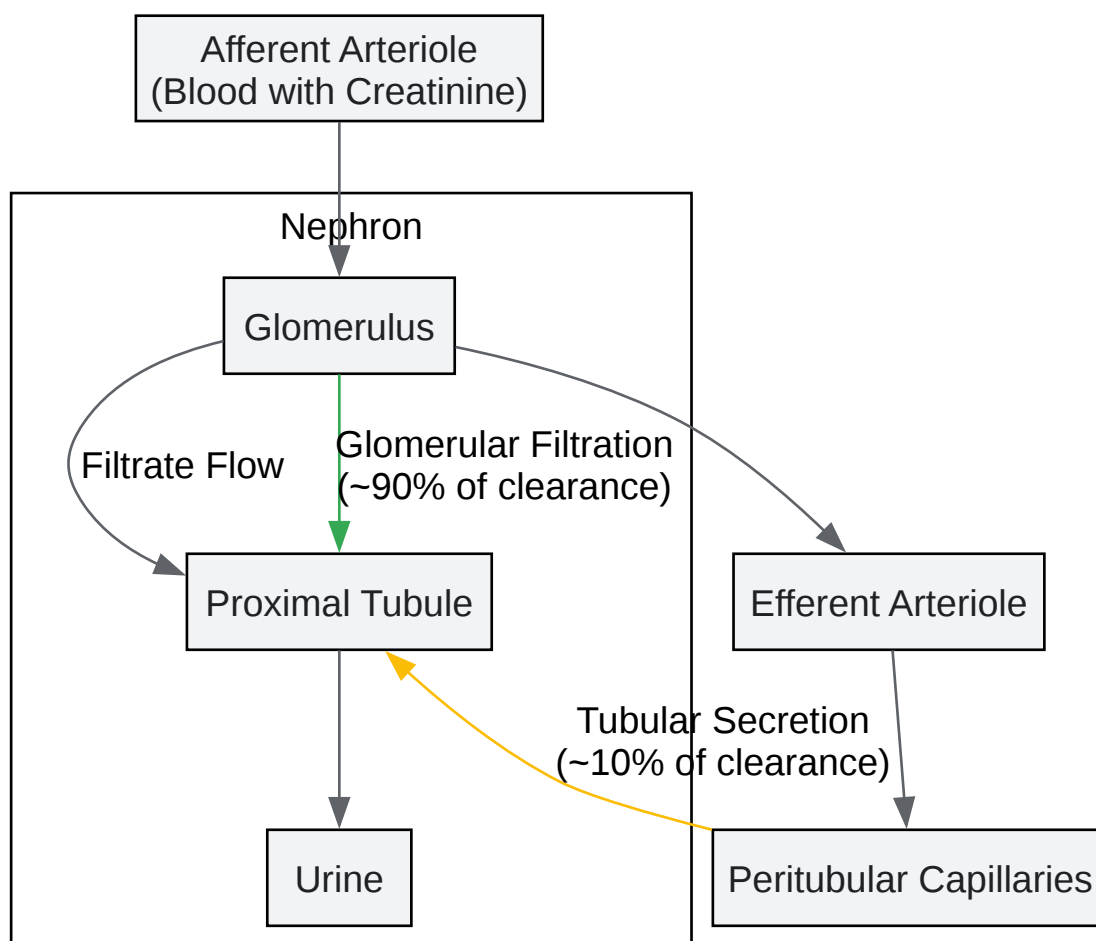 Afferent Arteriole
(Blood with Creatinine)
Nephron
Glomerulus
Filtrate Flow
Glomerular Filtration
(~90% of clearance)
Proximal Tubule
Efferent Arteriole
Tubular Secretion
(~10% of clearance)
Urine
Peritubular Capillaries